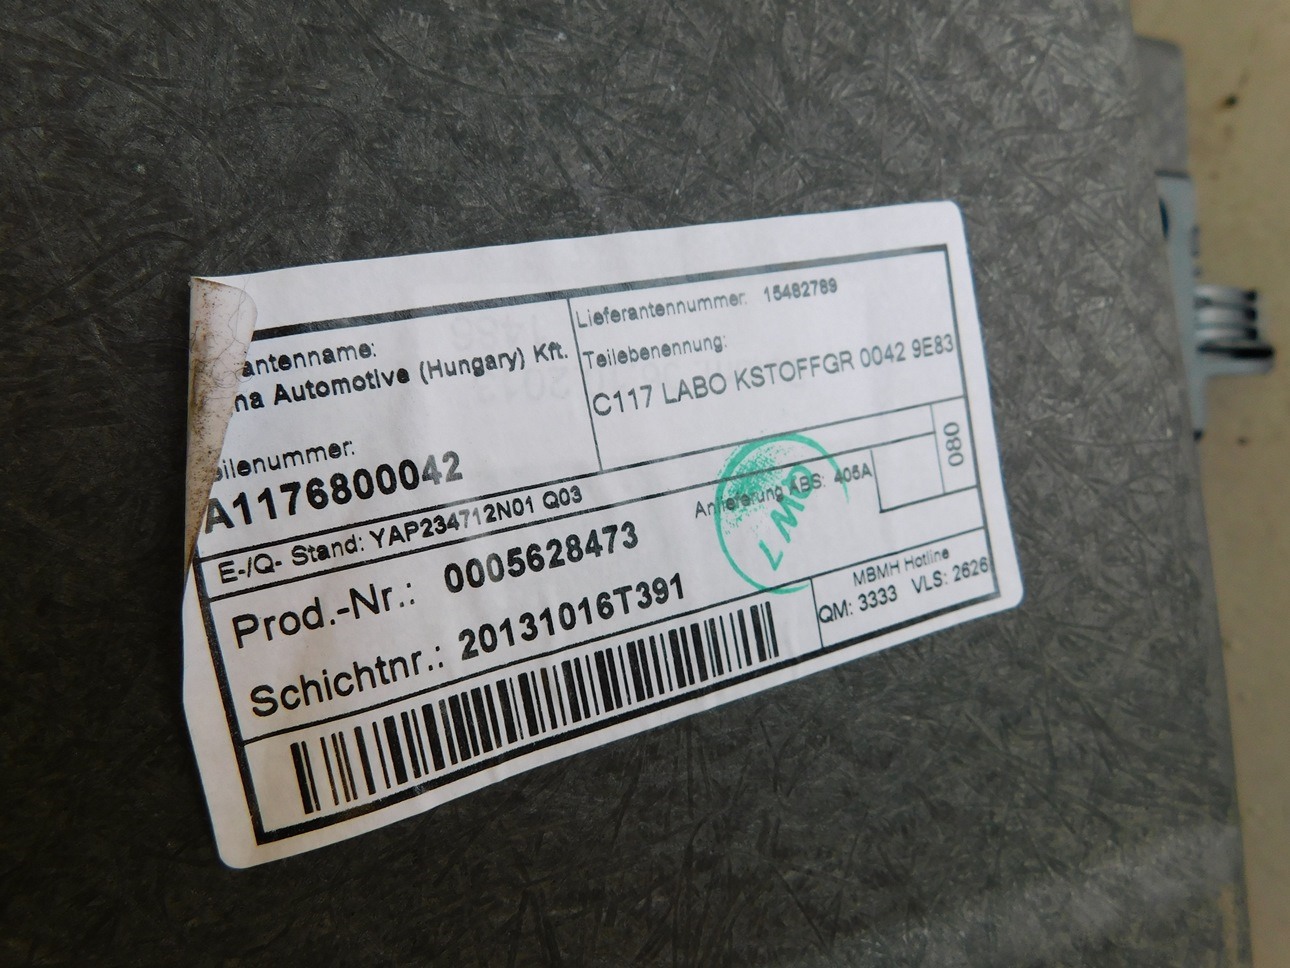 antenname:
na Automotive (Hungary) Kft.
Lieferantennummer: 15482789
Teilebenennung:
C117 LABO KSTOFFGR 0042 9E83
eilenummer:
A1176800042
080
E-/Q- Stand: YAP234712N01 Q03
Anlieferung ABS: 405A
LMO
Prod.-Nr.: 0005628473
Schichtnr.: 20131016T391
MBMH Hotline
QM: 3333 VLS: 2626